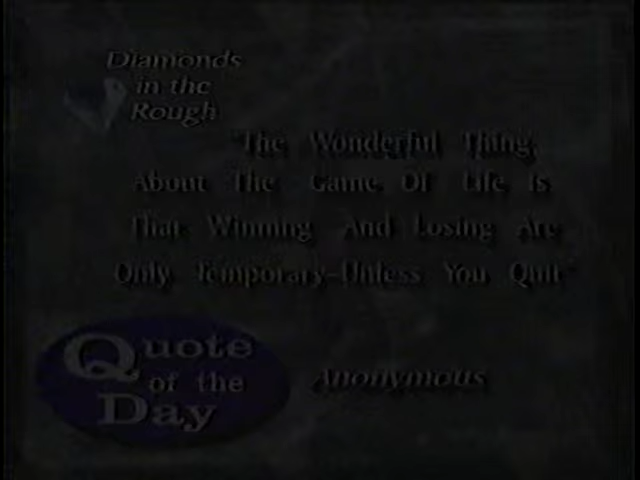 Diamonds
in the
Rough
"The Wonderful Thing
About The Game Of Life Is
That Winning And Losing Are
Only Temporary-Unless You Quit"
Quote
of the
Day
Anonymous